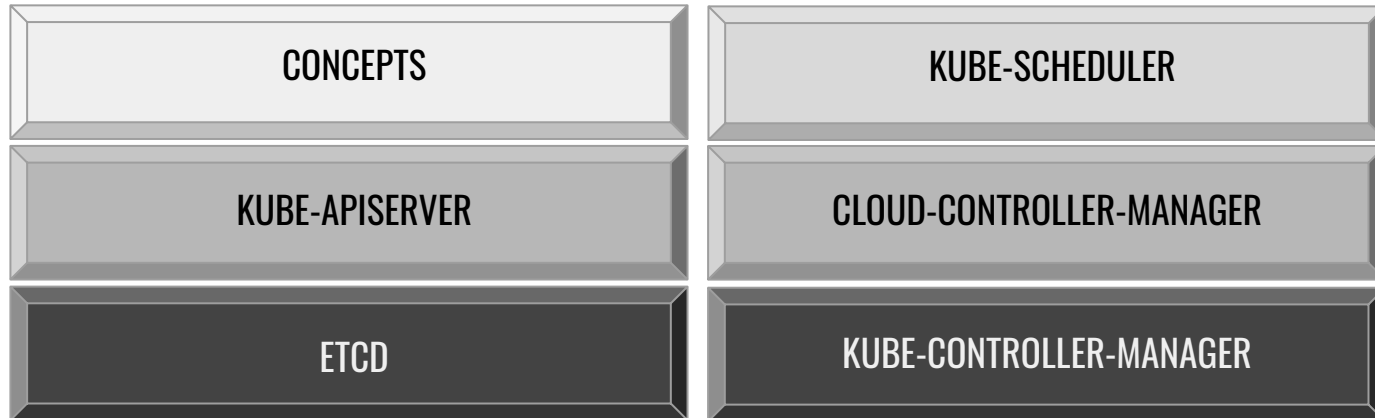 CONCEPTS
KUBE-SCHEDULER
KUBE-APISERVER
CLOUD-CONTROLLER-MANAGER
ETCD
KUBE-CONTROLLER-MANAGER